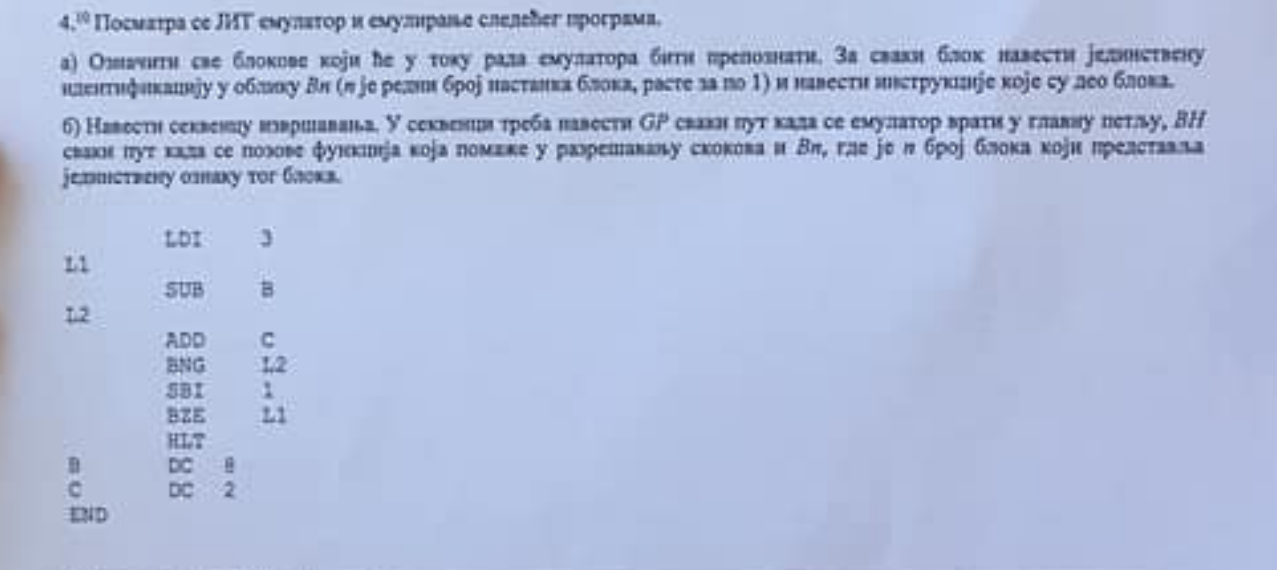 4.¹⁰ Посматра се ЈИТ емулатор и емулирање следећег програма.
а) Означити све блокове који ће у току рада емулатора бити препознати. За сваки блок навести јединствену
идентификацију у облику Bn (n је редни број настанка блока, расте за по 1) и навести инструкције које су део блока.
б) Навести секвенцу извршавања. У секвенци треба навести GP сваки пут када се емулатор врати у главну петљу, BH
сваки пут када се позове функција која помаже у разрешавању скокова и Bn, где је n број блока који представља
јединствену ознаку тог блока.
LDI 3
L1
SUB B
L2
ADD C
BNG L2
SBI 1
BZE L1
HLT
B DC 8
C DC 2
END